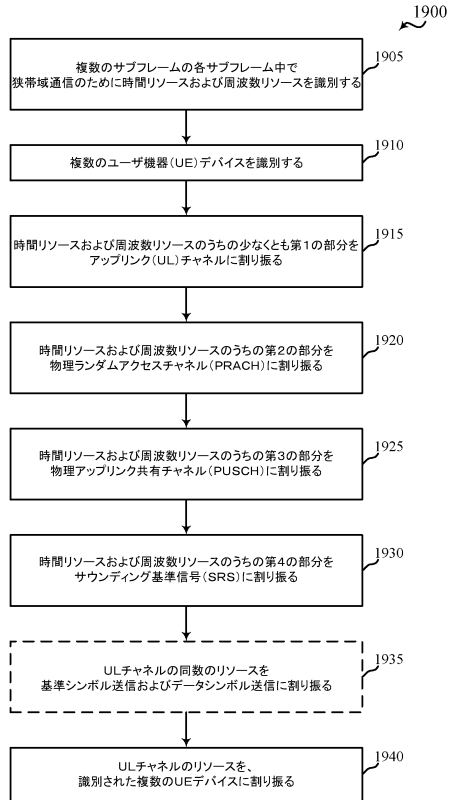 1900
1905
複数のサブフレームの各サブフレーム中で
狭帯域通信のために時間リソースおよび周波数リソースを識別する
1910
複数のユーザ機器(UE)デバイスを識別する
1915
時間リソースおよび周波数リソースのうちの少なくとも第1の部分を
アップリンク(UL)チャネルに割り振る
1920
時間リソースおよび周波数リソースのうちの第2の部分を
物理ランダムアクセスチャネル(PRACH)に割り振る
1925
時間リソースおよび周波数リソースのうちの第3の部分を
物理アップリンク共有チャネル(PUSCH)に割り振る
1930
時間リソースおよび周波数リソースのうちの第4の部分を
サウンディング基準信号(SRS)に割り振る
1935
ULチャネルの同数のリソースを
基準シンボル送信およびデータシンボル送信に割り振る
1940
ULチャネルのリソースを、
識別された複数のUEデバイスに割り振る